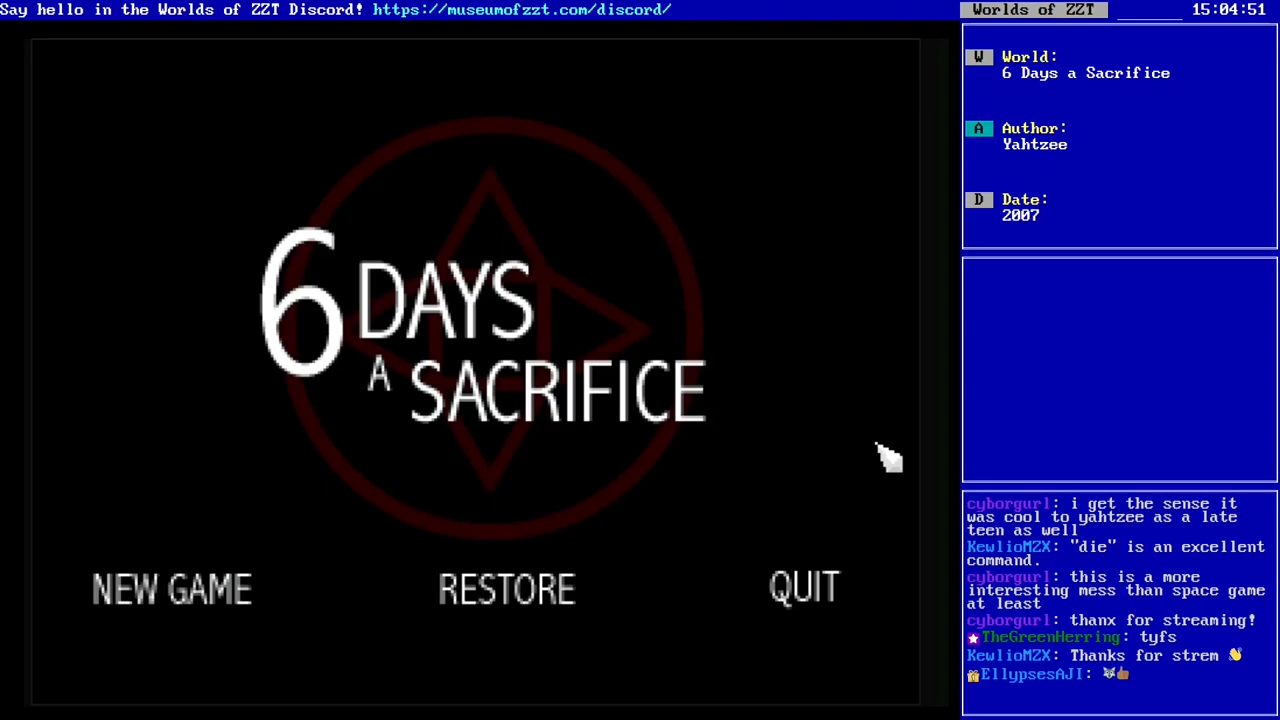 Say hello in the Worlds of ZZT Discord! https://museumofzzt.com/discord/
Worlds of ZZT
15:04:51
W World:
6 Days a Sacrifice
A Author:
Yahtzee
D Date:
2007
6 DAYS
A SACRIFICE
NEW GAME RESTORE QUIT
cyborgurl: i get the sense it
was cool to yahtzee as a late
teen as well
KewlioMZX: "die" is an excellent
command.
cyborgurl: this is a more
interesting mess than space game
at least
cyborgurl: thanx for streaming!
TheGreenHerring: tyfs
KewlioMZX: Thanks for strem 👋
EllypsesAJI: